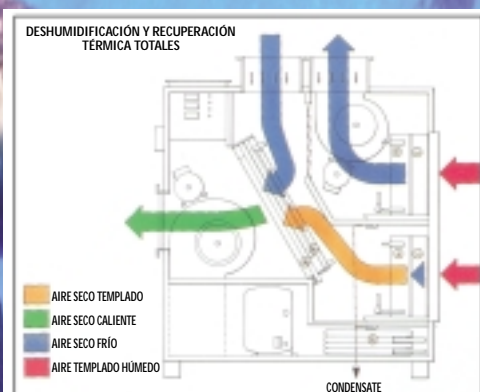 DESHUMIDIFICACIÓN Y RECUPERACIÓN
TÉRMICA TOTALES
AIRE SECO TEMPLADO
AIRE SECO CALIENTE
AIRE SECO FRÍO
AIRE TEMPLADO HÚMEDO
CONDENSATE